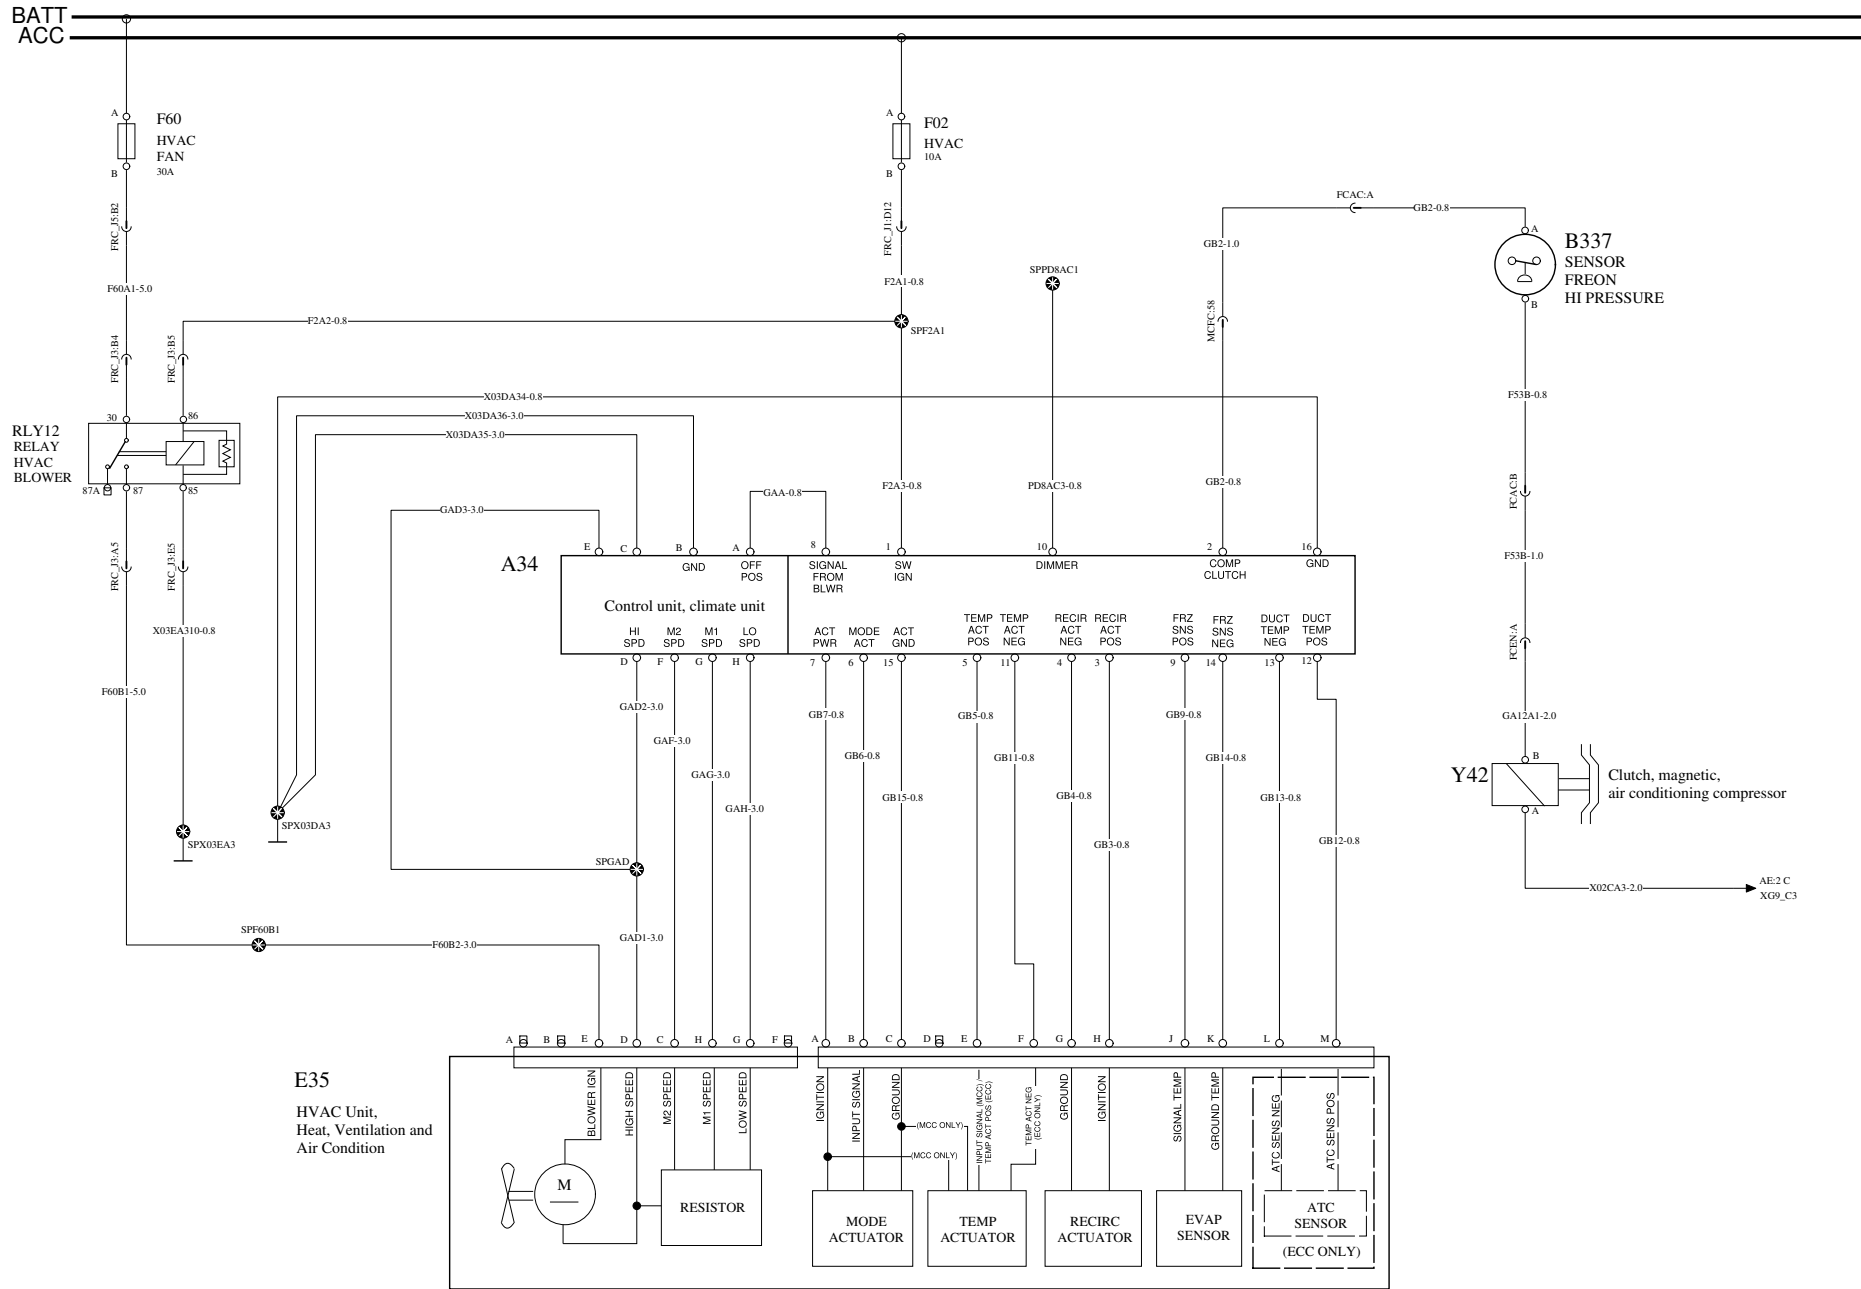 BATT
ACC
A
F60
HVAC
FAN
30A
B
FRC_J5:B2
F60A1-5.0
FRC_J3:B4
FRC_J3:B5
F2A2-0.8
A
F02
HVAC
10A
B
FRC_J1:D12
F2A1-0.8
SPF2A1
SPPD8AC1
FCAC:A
GB2-0.8
GB2-1.0
MCFC:58
A
B337
SENSOR
FREON
HI PRESSURE
B
X03DA34-0.8
X03DA36-3.0
X03DA35-3.0
F53B-0.8
30
86
RLY12
RELAY
HVAC
BLOWER
87A
87
85
GAD3-3.0
GAA-0.8
F2A3-0.8
PD8AC3-0.8
GB2-0.8
FCAC:B
FRC_J3:A5
FRC_J3:E5
F53B-1.0
A34
E
C
B
A
8
1
10
2
16
GND
OFF
POS
SIGNAL
FROM
BLWR
SW
IGN
DIMMER
COMP
CLUTCH
GND
Control unit, climate unit
HI
SPD
M2
SPD
M1
SPD
LO
SPD
ACT
PWR
MODE
ACT
ACT
GND
TEMP
ACT
POS
TEMP
ACT
NEG
RECIR
ACT
NEG
RECIR
ACT
POS
FRZ
SNS
POS
FRZ
SNS
NEG
DUCT
TEMP
NEG
DUCT
TEMP
POS
D
F
G
H
7
6
15
5
11
4
3
9
14
13
12
X03EA310-0.8
F60B1-5.0
FCEN:A
GA12A1-2.0
GAD2-3.0
GAF-3.0
GAG-3.0
GAH-3.0
GB7-0.8
GB6-0.8
GB15-0.8
GB5-0.8
GB11-0.8
GB4-0.8
GB3-0.8
GB9-0.8
GB14-0.8
GB13-0.8
GB12-0.8
B
Y42
Clutch, magnetic,
air conditioning compressor
A
SPX03DA3
SPX03EA3
SPGAD
X02CA3-2.0
AE:2 C
XG9_C3
SPF60B1
F60B2-3.0
GAD1-3.0
A
B
E
D
C
H
G
F
A
B
C
D
E
F
G
H
J
K
L
M
E35
HVAC Unit,
Heat, Ventilation and
Air Condition
BLOWER IGN
HIGH SPEED
M2 SPEED
M1 SPEED
LOW SPEED
IGNITION
INPUT SIGNAL
GROUND
(MCC ONLY)
(MCC ONLY)
INPUT SIGNAL (MCC) /
TEMP ACT POS (ECC)
TEMP ACT NEG
(ECC ONLY)
GROUND
IGNITION
SIGNAL TEMP
GROUND TEMP
ATC SENS NEG
ATC SENS POS
M
RESISTOR
MODE
ACTUATOR
TEMP
ACTUATOR
RECIRC
ACTUATOR
EVAP
SENSOR
ATC
SENSOR
(ECC ONLY)